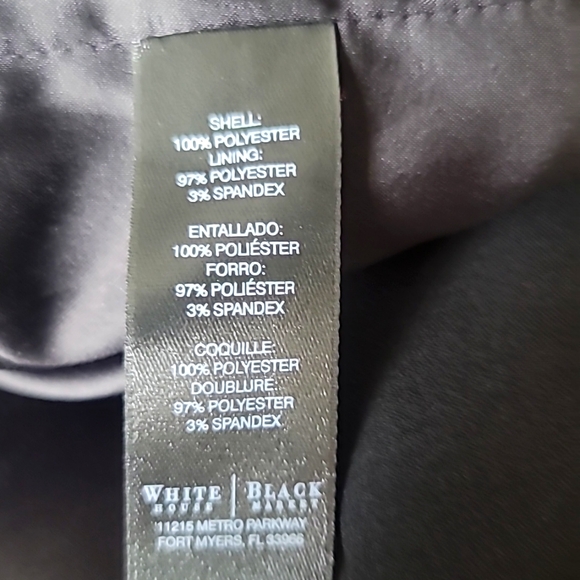 SHELL:
100% POLYESTER
LINING:
97% POLYESTER
3% SPANDEX
ENTALLADO:
100% POLIÉSTER
FORRO:
97% POLIÉSTER
3% SPANDEX
COQUILLE:
100% POLYESTER
DOUBLURE:
97% POLYESTER
3% SPANDEX
WHITE | BLACK
HOUSE | MARKET
11215 METRO PARKWAY
FORT MYERS, FL 33966